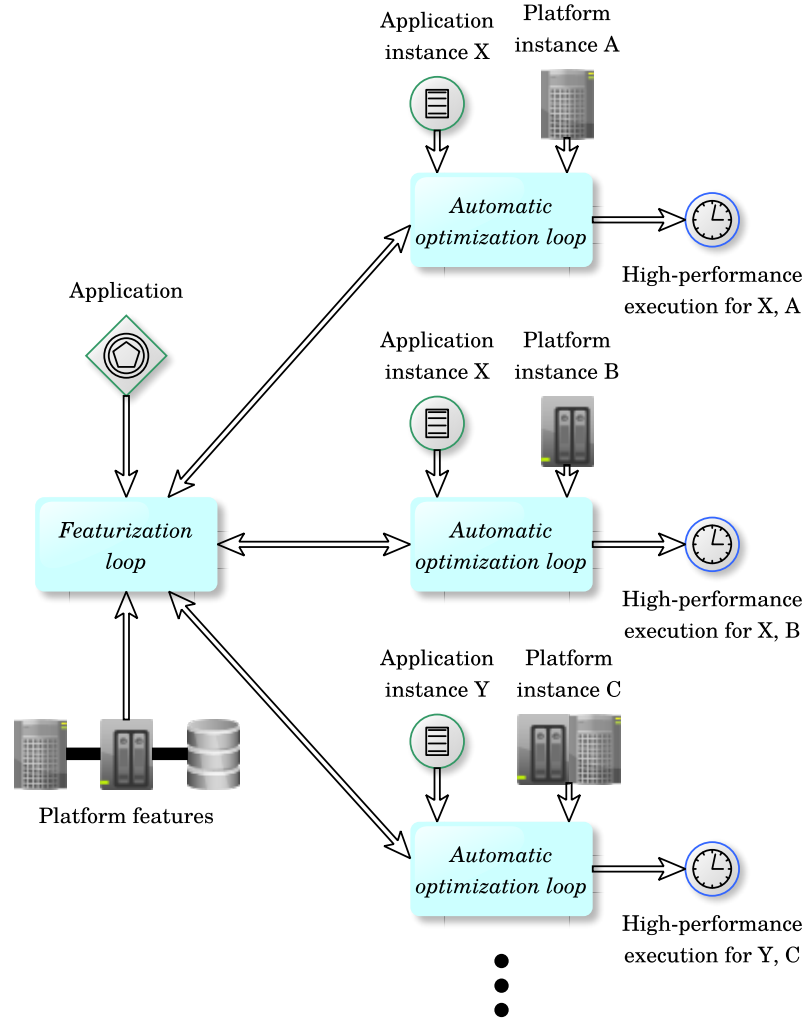 Application
instance X
Platform
instance A
Automatic
optimization loop
High-performance
execution for X, A
Application
Application
instance X
Platform
instance B
Featurization
loop
Automatic
optimization loop
High-performance
execution for X, B
Application
instance Y
Platform
instance C
Platform features
Automatic
optimization loop
High-performance
execution for Y, C